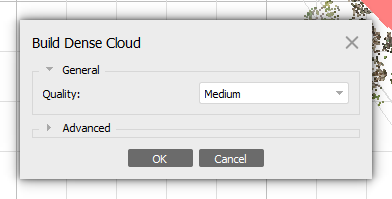 Build Dense Cloud
General
Quality: Medium
Advanced
OK Cancel